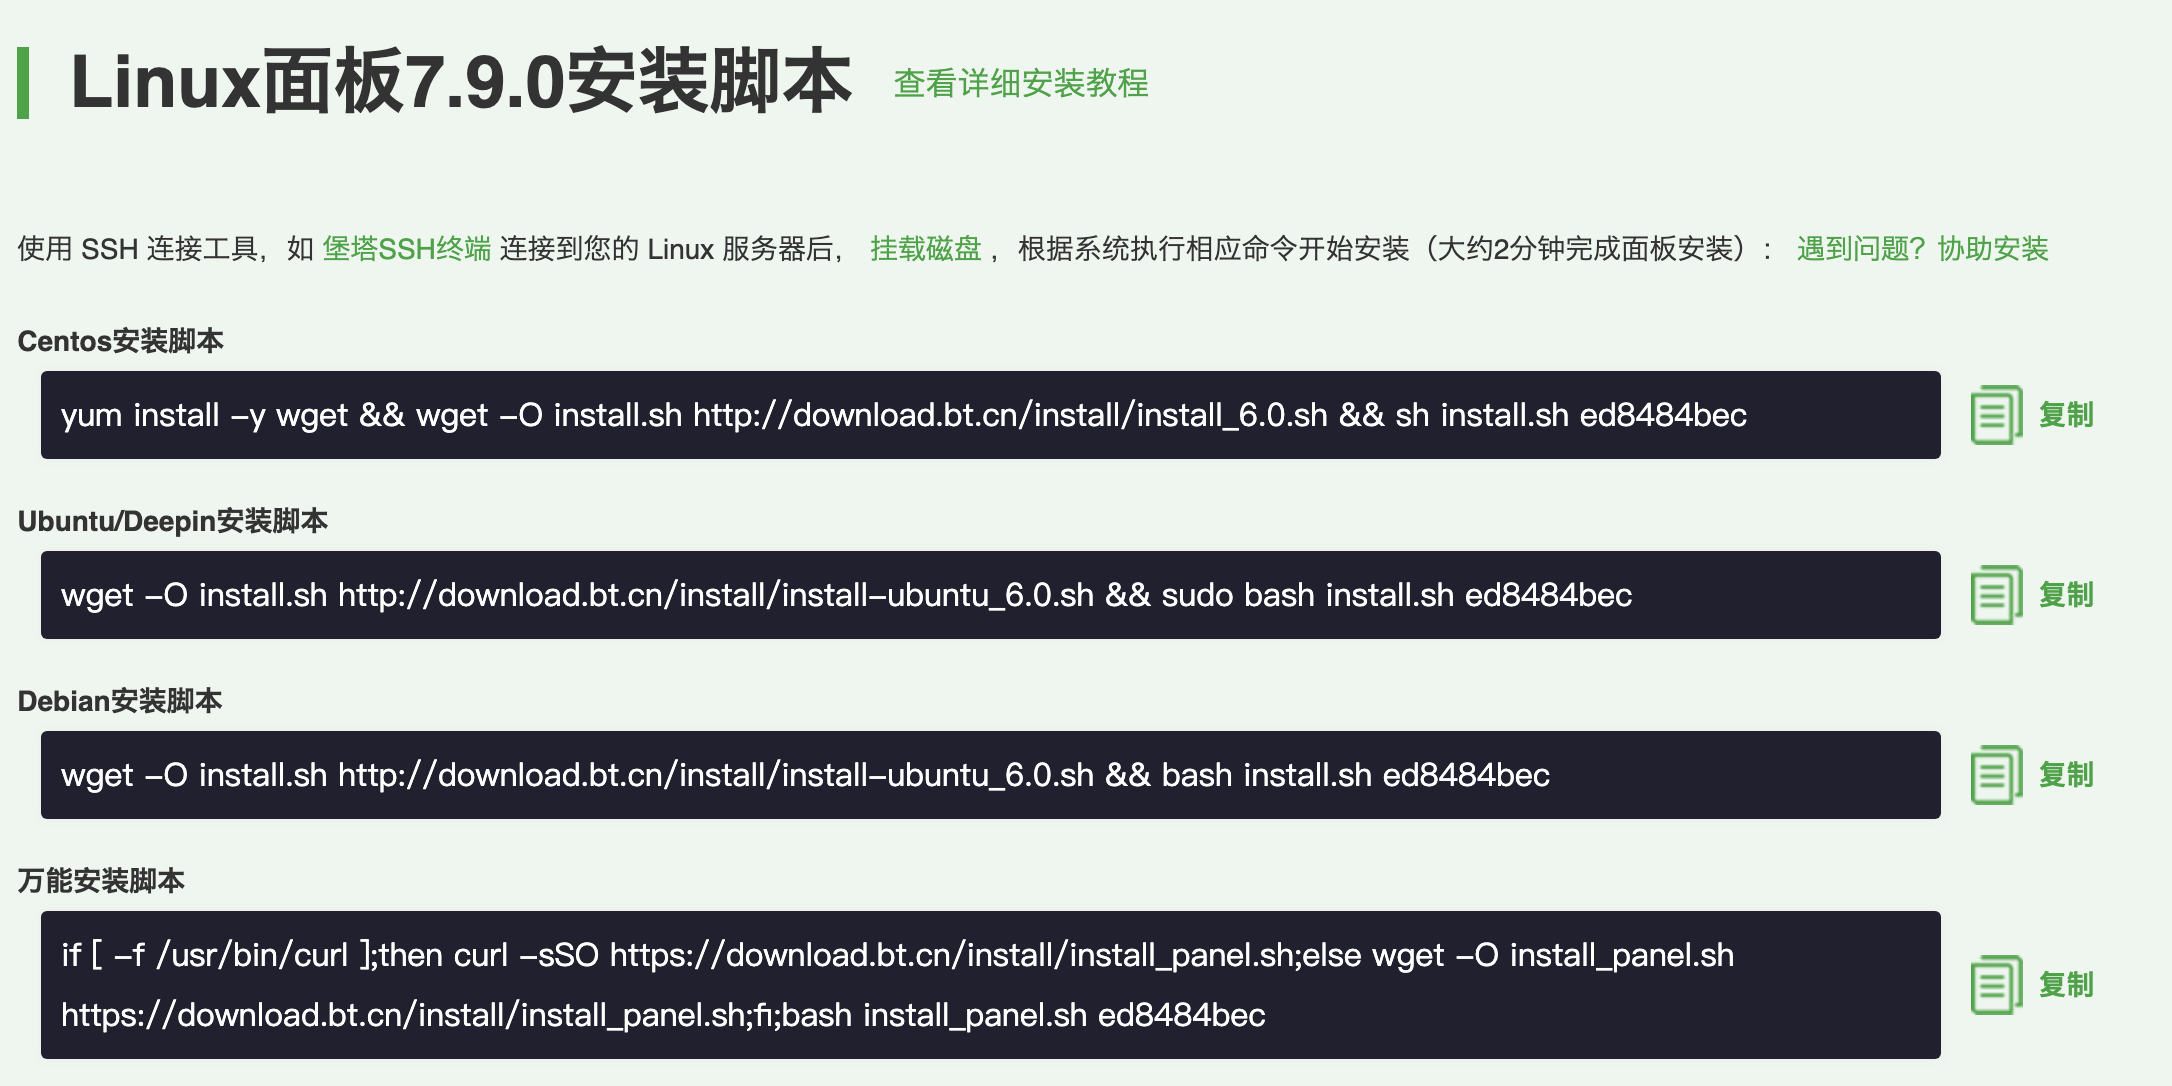 Linux面板7.9.0安装脚本 查看详细安装教程
使用 SSH 连接工具，如 堡塔SSH终端 连接到您的 Linux 服务器后， 挂载磁盘 ，根据系统执行相应命令开始安装（大约2分钟完成面板安装）： 遇到问题？协助安装
Centos安装脚本
yum install -y wget && wget -O install.sh http://download.bt.cn/install/install_6.0.sh && sh install.sh ed8484bec 复制
Ubuntu/Deepin安装脚本
wget -O install.sh http://download.bt.cn/install/install-ubuntu_6.0.sh && sudo bash install.sh ed8484bec 复制
Debian安装脚本
wget -O install.sh http://download.bt.cn/install/install-ubuntu_6.0.sh && bash install.sh ed8484bec 复制
万能安装脚本
if [ -f /usr/bin/curl ];then curl -sSO https://download.bt.cn/install/install_panel.sh;else wget -O install_panel.sh
https://download.bt.cn/install/install_panel.sh;fi;bash install_panel.sh ed8484bec
复制